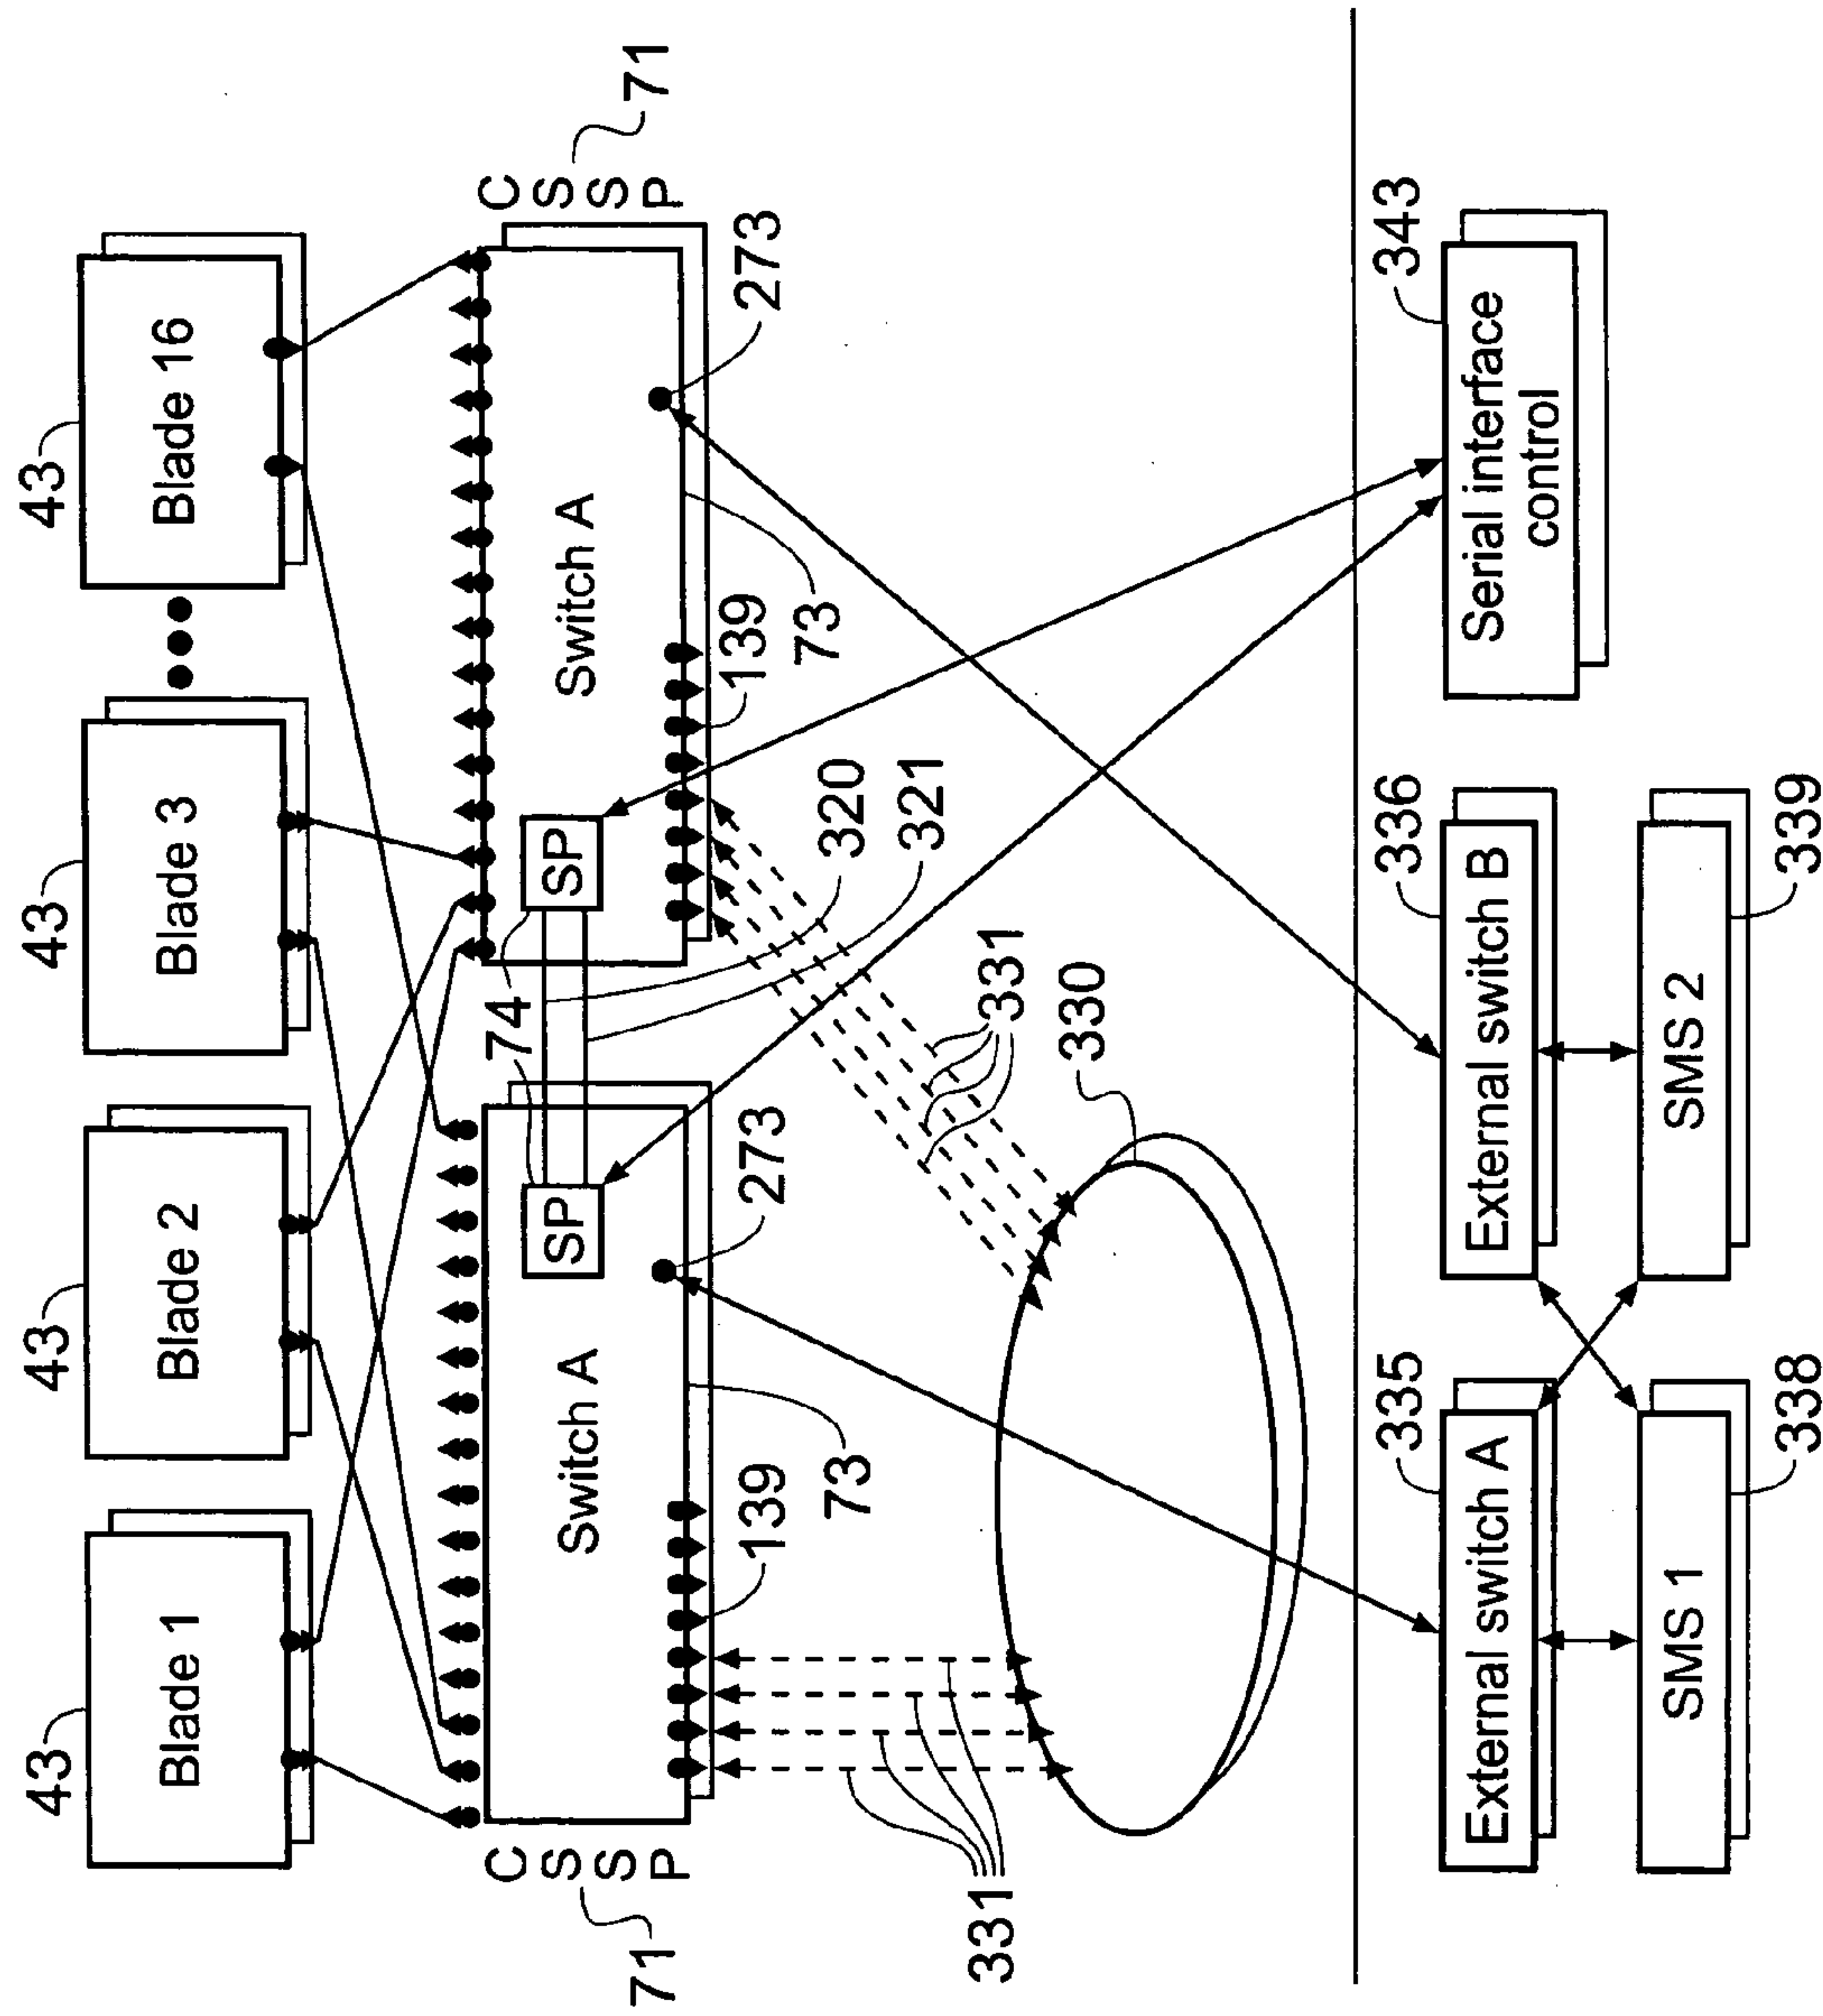 43
43
43
43
Blade 1
Blade 2
Blade 3
Blade 16
C
S
S
P
71
Switch A
SP
74
SP
Switch A
C
S
S
P
71
139
273
73
320
321
139
73
273
331
331
330
335
External switch A
336
External switch B
343
Serial interface
control
SMS 1
338
SMS 2
339